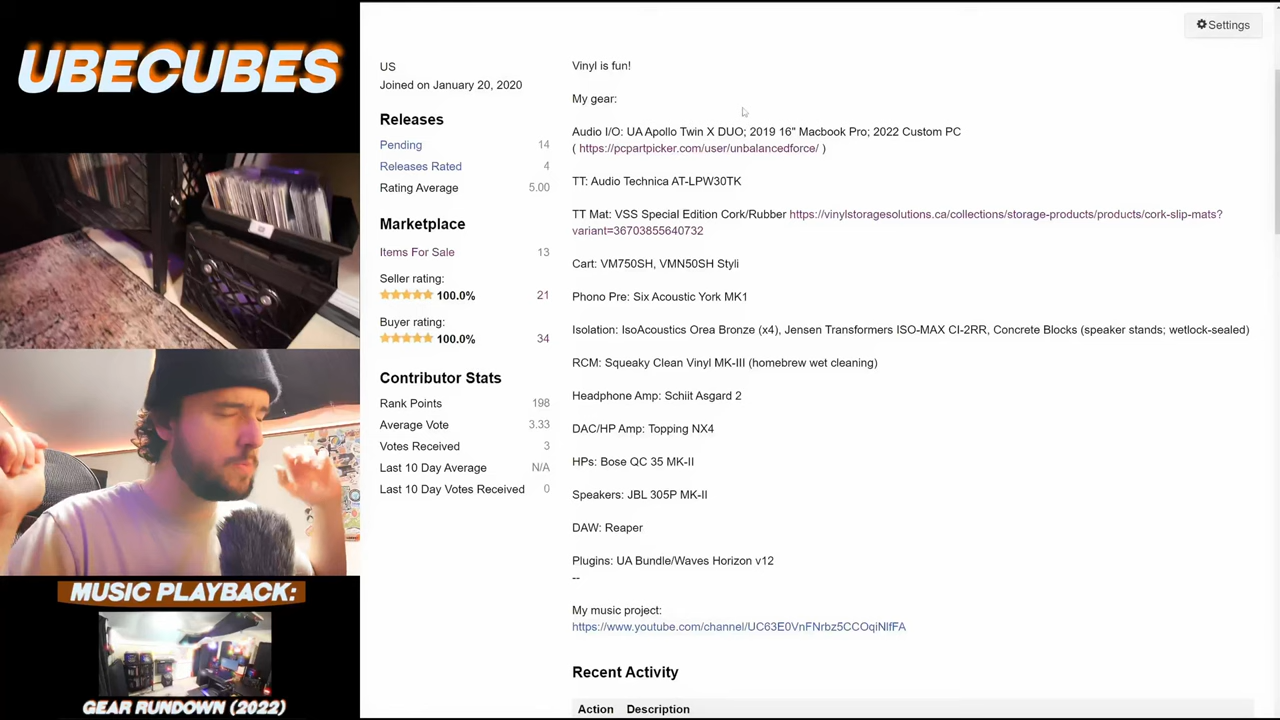 UBECUBES
MUSIC PLAYBACK:
GEAR RUNDOWN (2022)
Settings
US
Joined on January 20, 2020
Releases
Pending 14
Releases Rated 4
Rating Average 5.00
Marketplace
Items For Sale 13
Seller rating:
100.0% 21
Buyer rating:
100.0% 34
Contributor Stats
Rank Points 198
Average Vote 3.33
Votes Received 3
Last 10 Day Average N/A
Last 10 Day Votes Received 0
Vinyl is fun!
My gear:
Audio I/O: UA Apollo Twin X DUO; 2019 16" Macbook Pro; 2022 Custom PC
( https://pcpartpicker.com/user/unbalancedforce/ )
TT: Audio Technica AT-LPW30TK
TT Mat: VSS Special Edition Cork/Rubber https://vinylstoragesolutions.ca/collections/storage-products/products/cork-slip-mats?
variant=36703855640732
Cart: VM750SH, VMN50SH Styli
Phono Pre: Six Acoustic York MK1
Isolation: IsoAcoustics Orea Bronze (x4), Jensen Transformers ISO-MAX CI-2RR, Concrete Blocks (speaker stands; wetlock-sealed)
RCM: Squeaky Clean Vinyl MK-III (homebrew wet cleaning)
Headphone Amp: Schiit Asgard 2
DAC/HP Amp: Topping NX4
HPs: Bose QC 35 MK-II
Speakers: JBL 305P MK-II
DAW: Reaper
Plugins: UA Bundle/Waves Horizon v12
--
My music project:
https://www.youtube.com/channel/UC63E0VnFNrbz5CCOqiNlfFA
Recent Activity
Action Description